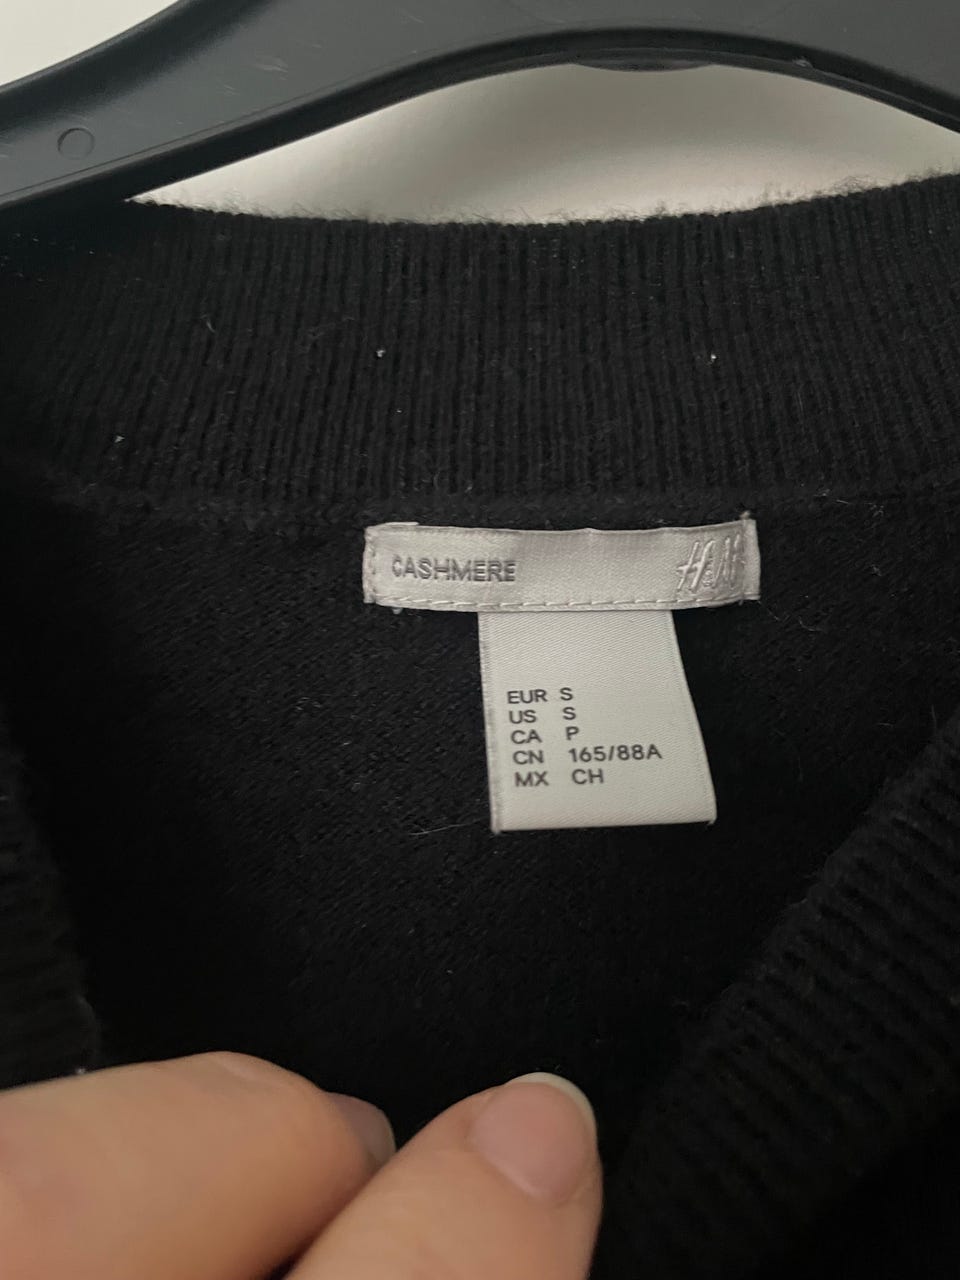 CASHMERE H&M
EUR S
US S
CA P
CN 165/88A
MX CH